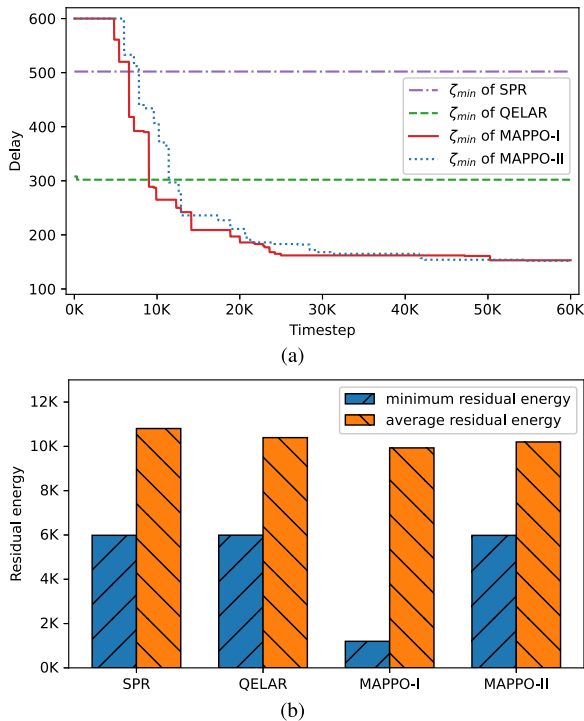 600
500
400
300
200
100
Delay
ζmin of SPR
ζmin of QELAR
ζmin of MAPPO-I
ζmin of MAPPO-II
0K 10K 20K 30K 40K 50K 60K
Timestep
(a)
12K
10K
8K
6K
4K
2K
0K
Residual energy
minimum residual energy
average residual energy
SPR QELAR MAPPO-I MAPPO-II
(b)